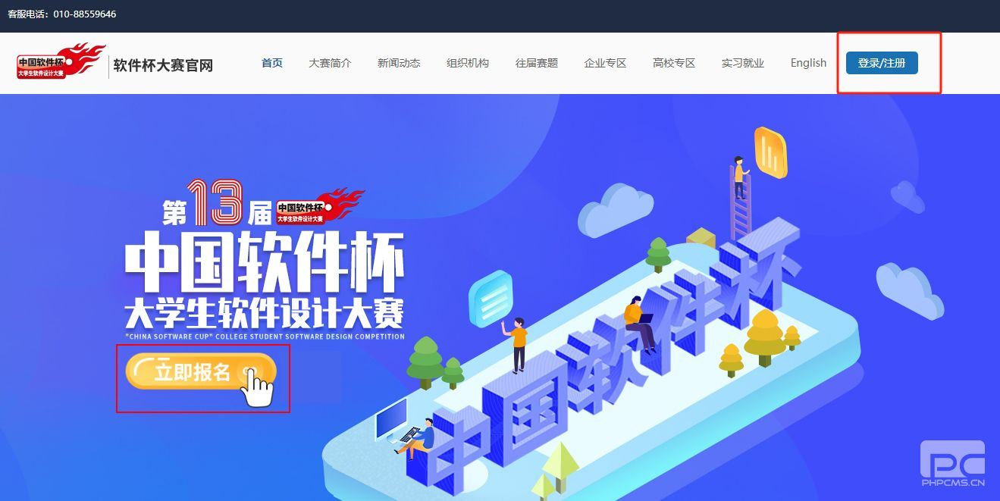 客服电话：010-88559646
中国软件杯
大学生软件设计大赛
软件杯大赛官网
首页 大赛简介 新闻动态 组织机构 往届赛题 企业专区 高校专区 实习就业 English 登录/注册
第13届
中国软件杯
大学生软件设计大赛
中国软件杯
大学生软件设计大赛
"CHINA SOFTWARE CUP" COLLEGE STUDENT SOFTWARE DESIGN COMPETITION
立即报名
中国软件杯
PC
PHPCMS.CN